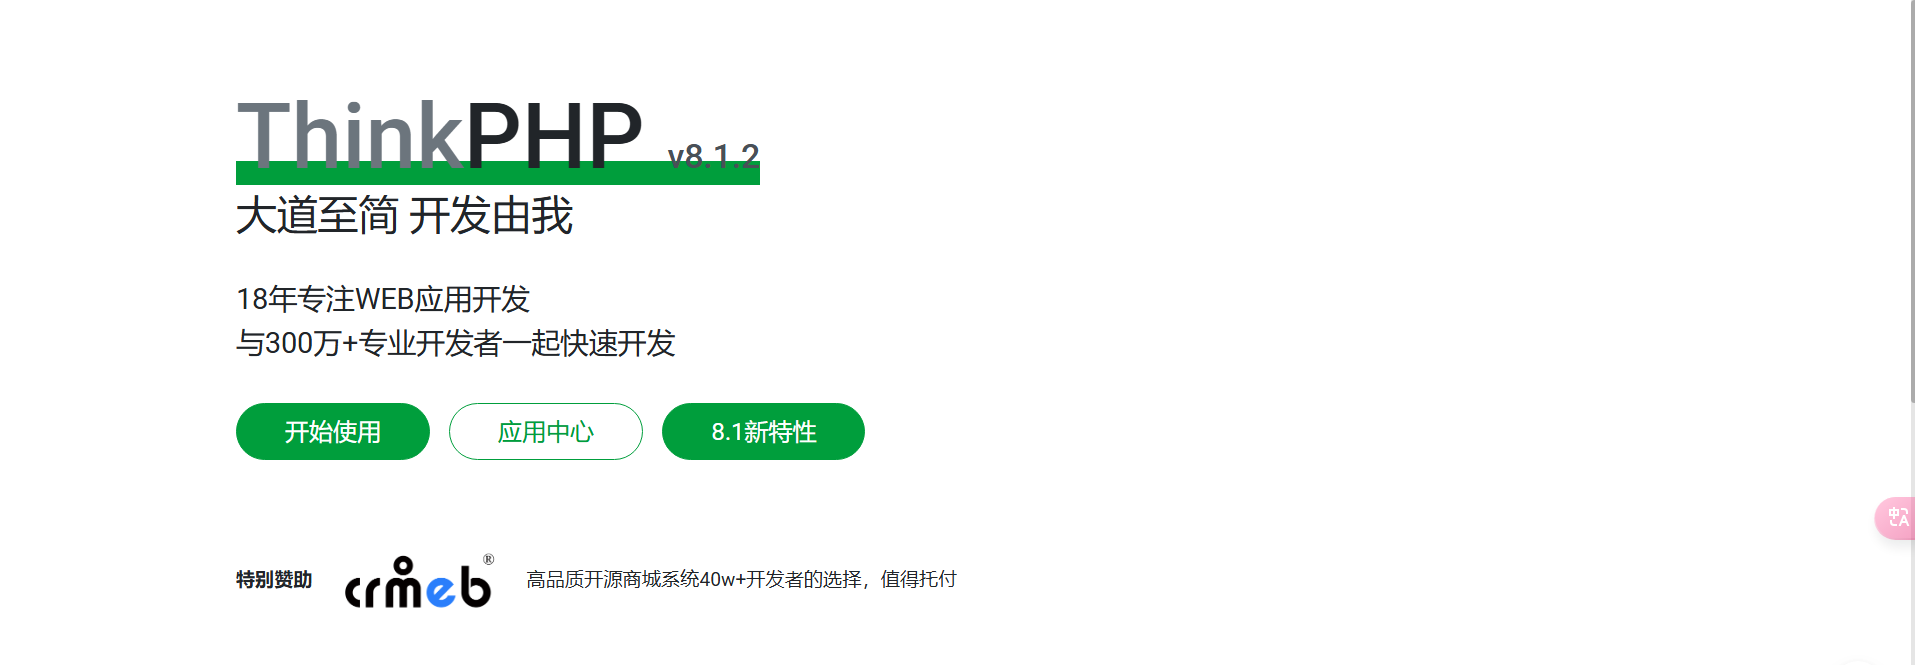 ThinkPHP v8.1.2
大道至简 开发由我
18年专注WEB应用开发
与300万+专业开发者一起快速开发
开始使用 应用中心 8.1新特性
中A
特别赞助 crmeb® 高品质开源商城系统40w+开发者的选择，值得托付